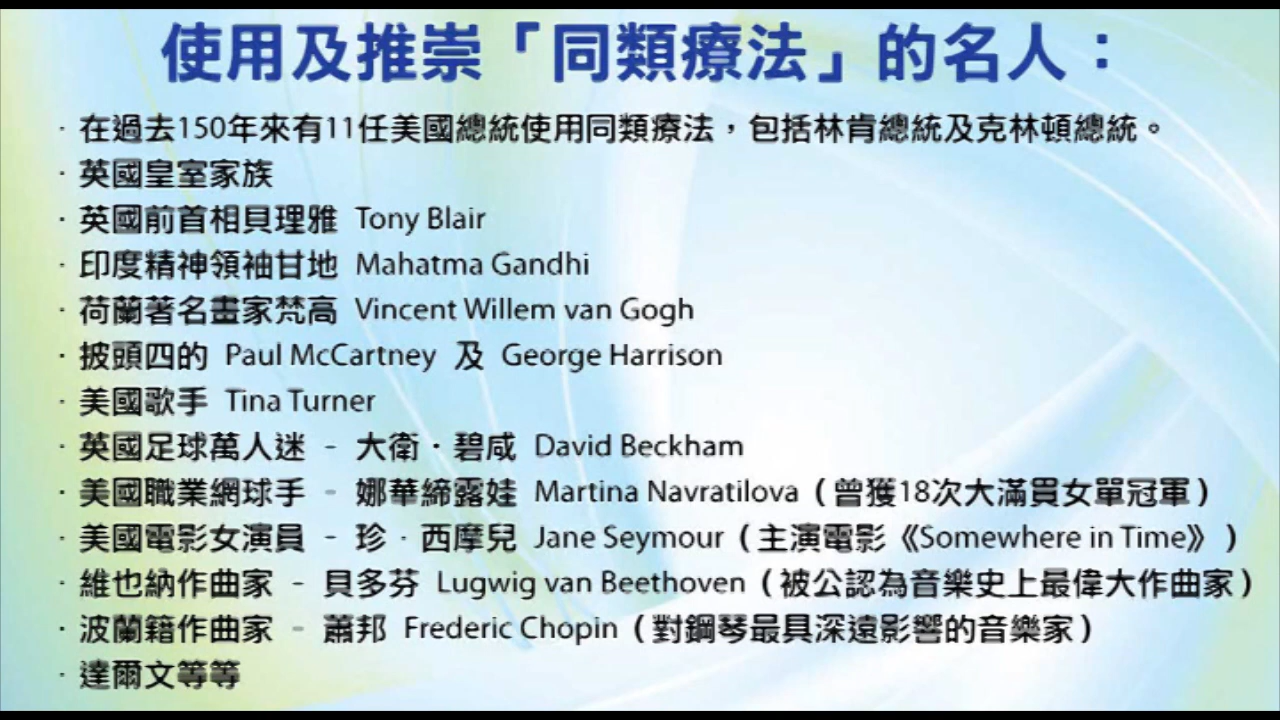 使用及推崇「同類療法」的名人：
· 在過去150年來有11任美國總統使用同類療法，包括林肯總統及克林頓總統。
· 英國皇室家族
· 英國前首相貝理雅 Tony Blair
· 印度精神領袖甘地 Mahatma Gandhi
· 荷蘭著名畫家梵高 Vincent Willem van Gogh
· 披頭四的 Paul McCartney 及 George Harrison
· 美國歌手 Tina Turner
· 英國足球萬人迷 - 大衛·碧咸 David Beckham
· 美國職業網球手 - 娜華締露娃 Martina Navratilova（曾獲18次大滿貫女單冠軍）
· 美國電影女演員 - 珍·西摩兒 Jane Seymour（主演電影《Somewhere in Time》）
· 維也納作曲家 - 貝多芬 Lugwig van Beethoven（被公認為音樂史上最偉大作曲家）
· 波蘭籍作曲家 - 蕭邦 Frederic Chopin（對鋼琴最具深遠影響的音樂家）
· 達爾文等等